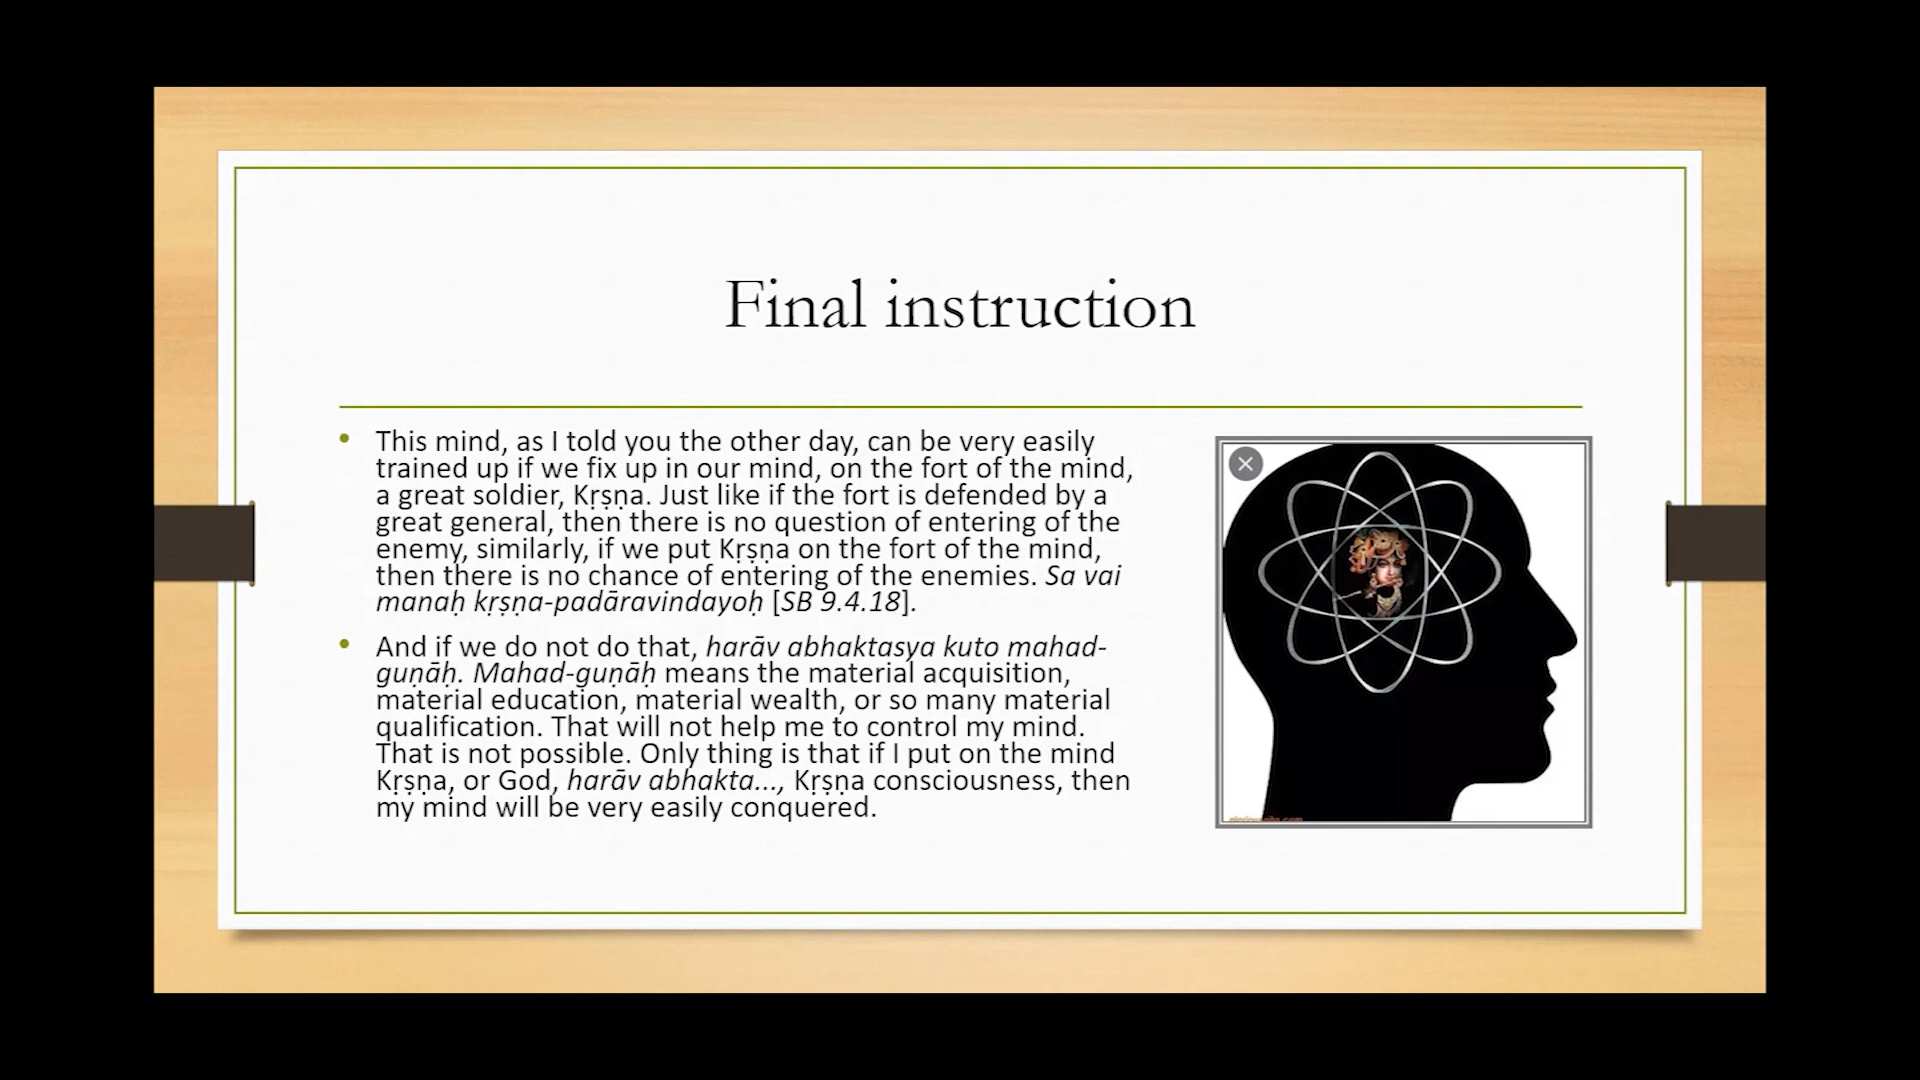 Final instruction
This mind, as I told you the other day, can be very easily
trained up if we fix up in our mind, on the fort of the mind,
a great soldier, Kṛṣṇa. Just like if the fort is defended by a
great general, then there is no question of entering of the
enemy, similarly, if we put Kṛṣṇa on the fort of the mind,
then there is no chance of entering of the enemies. Sa vai
manaḥ kṛṣṇa-padāravindayoḥ [SB 9.4.18].
And if we do not do that, harāv abhaktasya kuto mahad-
guṇāḥ. Mahad-guṇāḥ means the material acquisition,
material education, material wealth, or so many material
qualification. That will not help me to control my mind.
That is not possible. Only thing is that if I put on the mind
Kṛṣṇa, or God, harāv abhakta..., Kṛṣṇa consciousness, then
my mind will be very easily conquered.